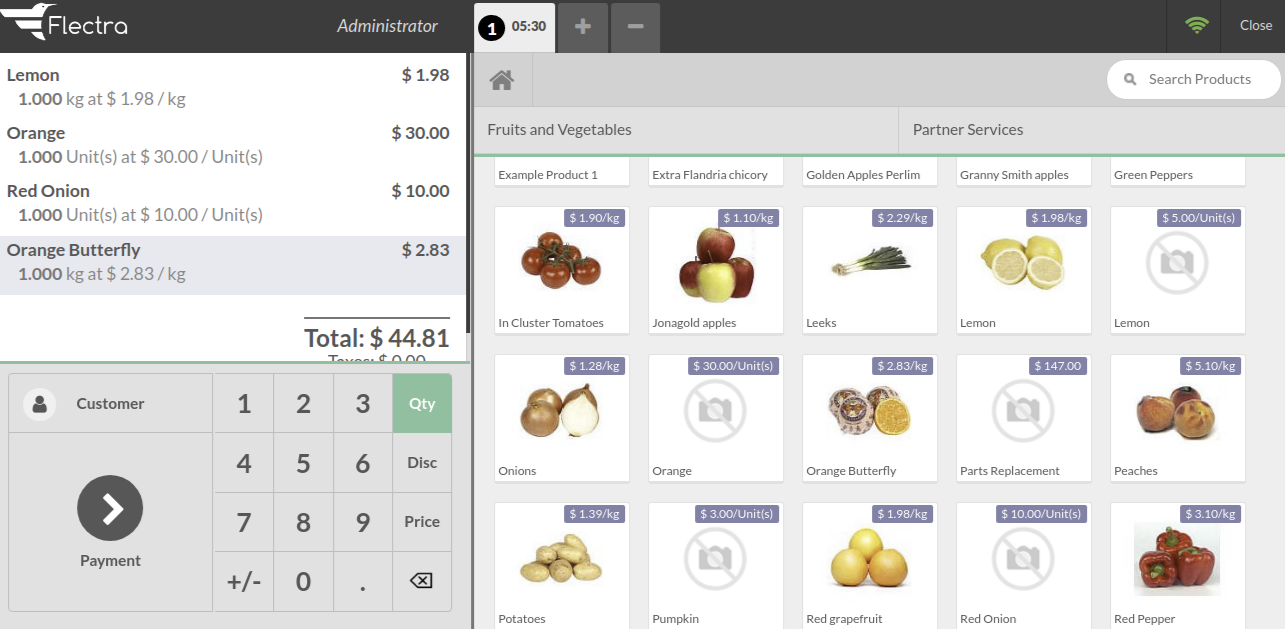 Flectra
Administrator
1 05:30
Close
Lemon $ 1.98
1.000 kg at $ 1.98 / kg
Orange $ 30.00
1.000 Unit(s) at $ 30.00 / Unit(s)
Red Onion $ 10.00
1.000 Unit(s) at $ 10.00 / Unit(s)
Orange Butterfly $ 2.83
1.000 kg at $ 2.83 / kg
Total: $ 44.81
Taxes: $ 0.00
Customer
Payment
1 2 3 Qty
4 5 6 Disc
7 8 9 Price
+/- 0 .
Search Products
Fruits and Vegetables
Partner Services
Example Product 1
Extra Flandria chicory
Golden Apples Perlim
Granny Smith apples
Green Peppers
$ 1.90/kg
In Cluster Tomatoes
$ 1.10/kg
Jonagold apples
$ 2.29/kg
Leeks
$ 1.98/kg
Lemon
$ 5.00/Unit(s)
Lemon
$ 1.28/kg
Onions
$ 30.00/Unit(s)
Orange
$ 2.83/kg
Orange Butterfly
$ 147.00
Parts Replacement
$ 5.10/kg
Peaches
$ 1.39/kg
Potatoes
$ 3.00/Unit(s)
Pumpkin
$ 1.98/kg
Red grapefruit
$ 10.00/Unit(s)
Red Onion
$ 3.10/kg
Red Pepper